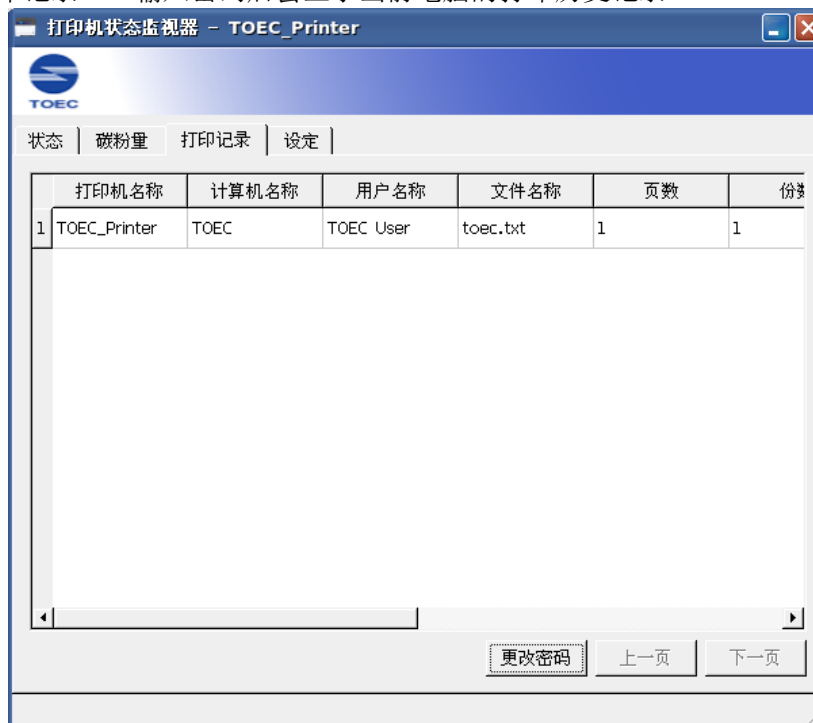 打印机状态监视器 – TOEC_Printer
TOEC
状态 碳粉量 打印记录 设定
打印机名称 计算机名称 用户名称 文件名称 页数 份数
1 TOEC_Printer TOEC TOEC User toec.txt 1 1
更改密码 上一页 下一页